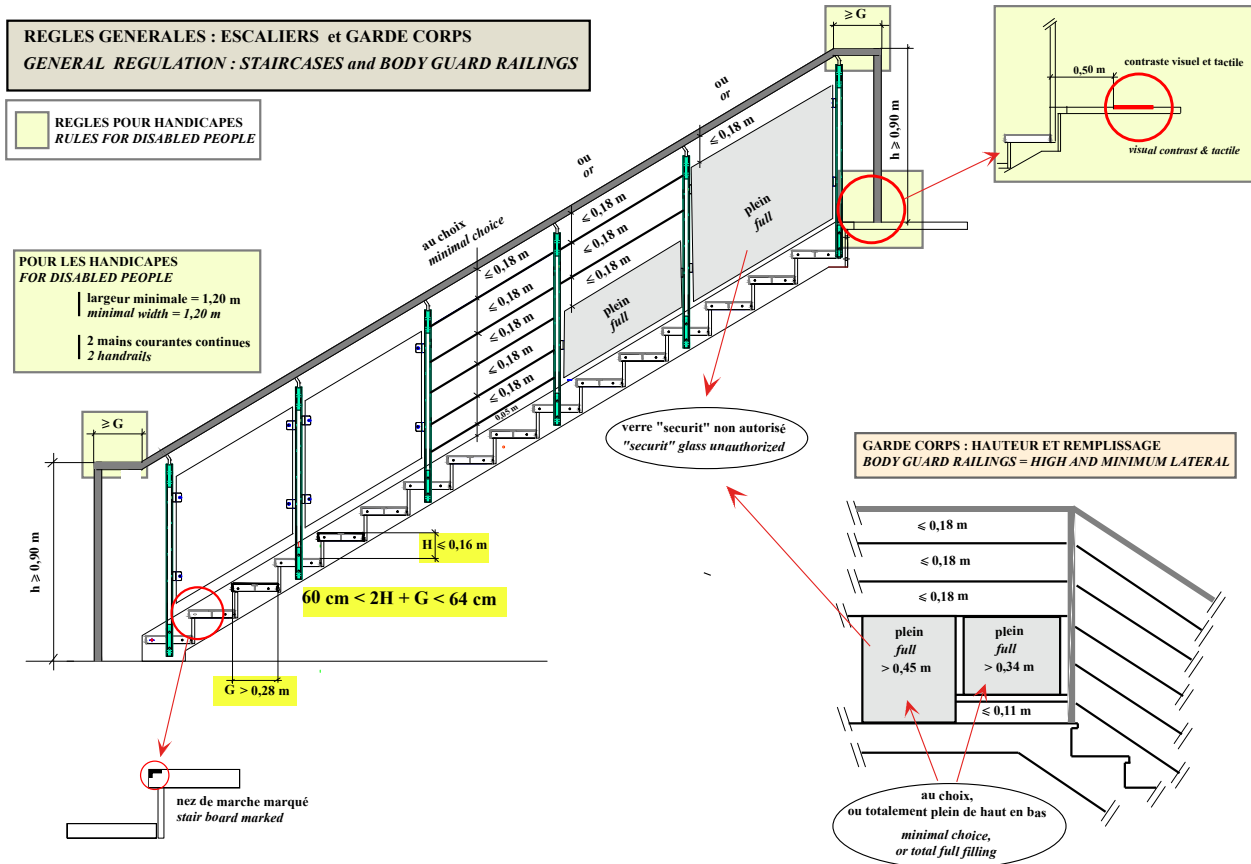 REGLES GENERALES : ESCALIERS et GARDE CORPS
GENERAL REGULATION : STAIRCASES and BODY GUARD RAILINGS
REGLES POUR HANDICAPES
RULES FOR DISABLED PEOPLE
POUR LES HANDICAPES
FOR DISABLED PEOPLE
largeur minimale = 1,20 m
minimal width = 1,20 m
2 mains courantes continues
2 handrails
≥ G
h ≥ 0,90 m
au choix
minimal choice
≤ 0,18 m
≤ 0,18 m
≤ 0,18 m
≤ 0,18 m
≤ 0,18 m
≤ 0,18 m
0,05 m
ou
or
≤ 0,18 m
≤ 0,18 m
≤ 0,18 m
plein
full
ou
or
≤ 0,18 m
plein
full
≥ G
h ≥ 0,90 m
0,50 m
contraste visuel et tactile
visual contrast & tactile
H ≤ 0,16 m
60 cm < 2H + G < 64 cm
G > 0,28 m
nez de marche marqué
stair board marked
verre "securit" non autorisé
"securit" glass unauthorized
GARDE CORPS : HAUTEUR ET REMPLISSAGE
BODY GUARD RAILINGS = HIGH AND MINIMUM LATERAL
≤ 0,18 m
≤ 0,18 m
≤ 0,18 m
plein
full
> 0,45 m
plein
full
> 0,34 m
≤ 0,11 m
au choix,
ou totalement plein de haut en bas
minimal choice,
or total full filling